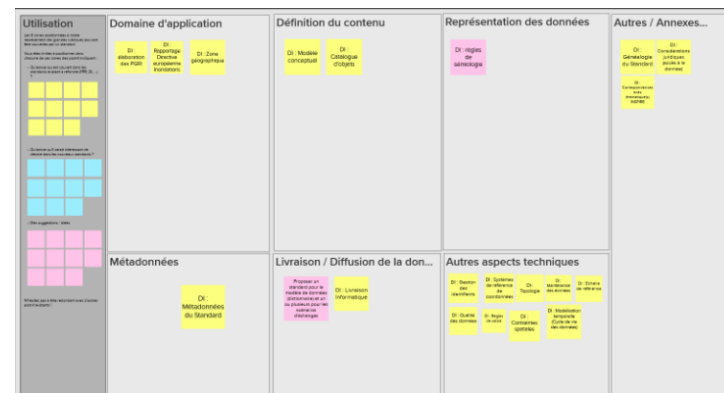 Utilisation
Domaine d'application
DI :
élaboration
des PGRI
DI :
Rapportage
Directive
européenne
Inondations
DI : Zone
géographique
Définition du contenu
DI : Modèle
conceptuel
DI :
Catalogue
d'objets
Représentation des données
DI : règles
de
sémiologie
Autres / Annexes...
DI :
Généalogie
du Standard
DI :
Considérations
juridiques
(accès à la
donnée)
DI :
Correspondances
avec
thématiques
INSPIRE
Métadonnées
DI :
Métadonnées
du Standard
Livraison / Diffusion de la don...
Proposer un
standard pour le
modèle de données
(dictionnaire) et un
ou plusieurs pour les
scénarios
d'échanges
DI : Livraison
Informatique
Autres aspects techniques
DI : Gestion
des
identifiants
DI : Systèmes
de référence
de
coordonnées
DI :
Topologie
DI :
Maintenance
des données
DI : Echelle
de référence
DI : Qualité
des données
DI : Règles
de saisie
DI :
Contraintes
spatiales
DI : Modélisation
temporelle
(Cycle de vie
des données)